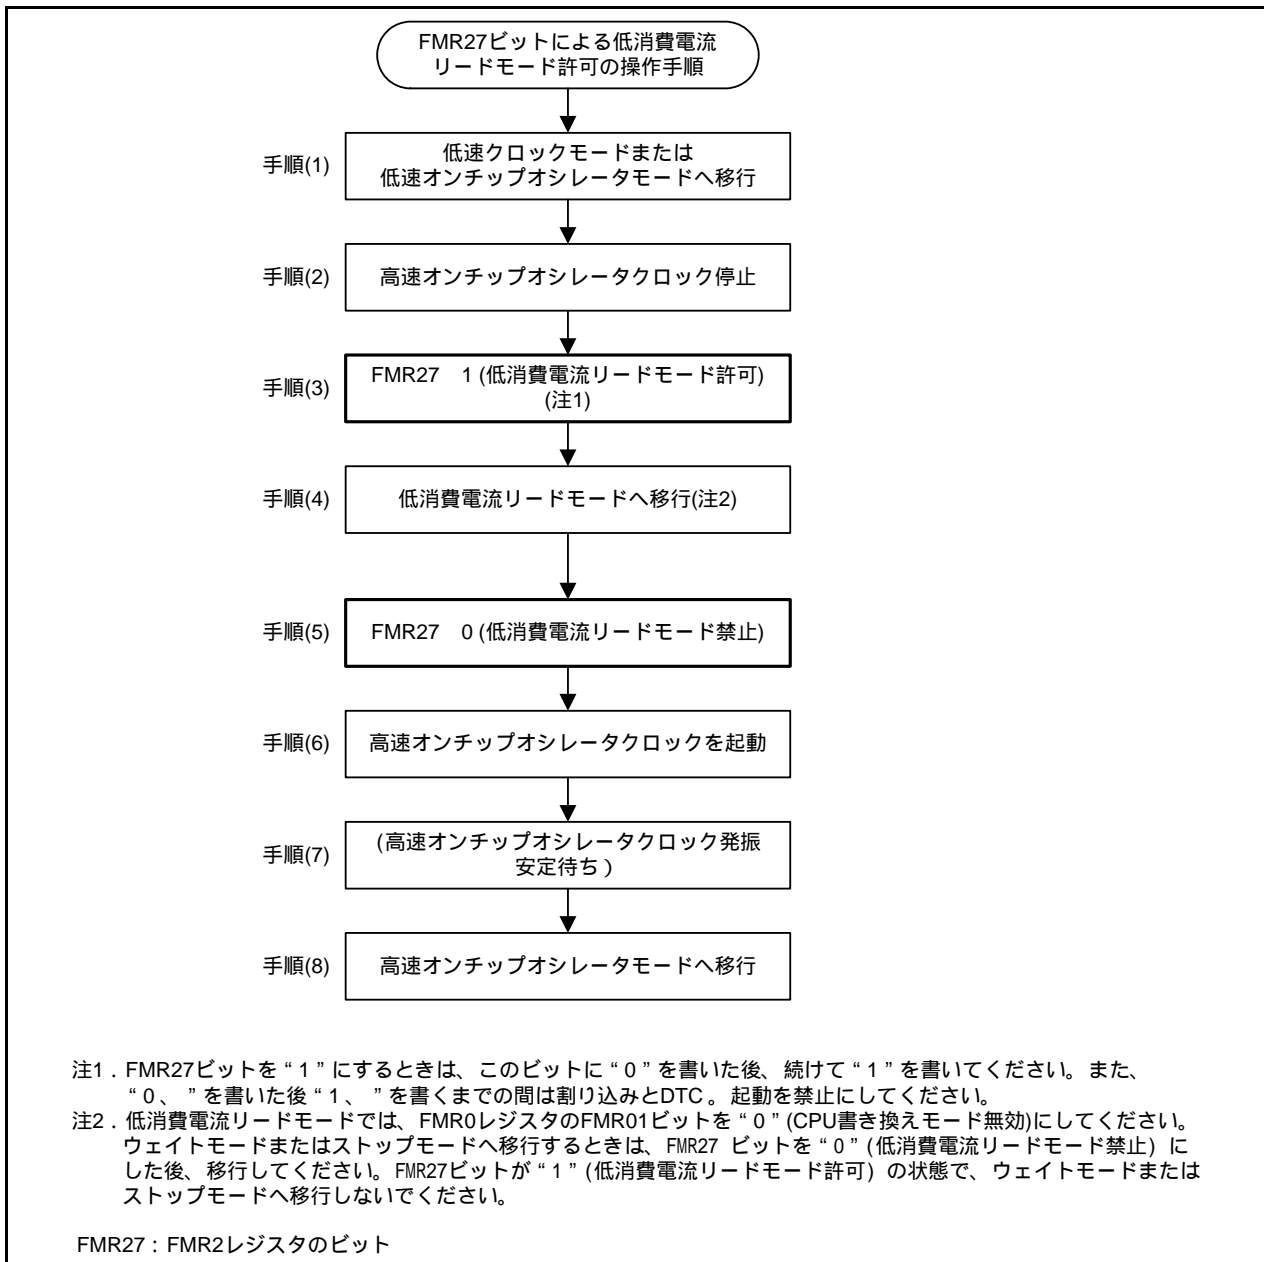 FMR27ビットによる低消費電流
リードモード許可の操作手順
手順(1)
低速クロックモードまたは
低速オンチップオシレータモードへ移行
手順(2)
高速オンチップオシレータクロック停止
手順(3)
FMR27 1 (低消費電流リードモード許可)
(注1)
手順(4)
低消費電流リードモードへ移行(注2)
手順(5)
FMR27 0 (低消費電流リードモード禁止)
手順(6)
高速オンチップオシレータクロックを起動
手順(7)
(高速オンチップオシレータクロック発振
安定待ち)
手順(8)
高速オンチップオシレータモードへ移行
注1．FMR27ビットを“1”にするときは、このビットに“0”を書いた後、続けて“1”を書いてください。また、
“0、”を書いた後“1、”を書くまでの間は割り込みとDTC。起動を禁止にしてください。
注2．低消費電流リードモードでは、FMR0レジスタのFMR01ビットを“0”(CPU書き換えモード無効)にしてください。
ウェイトモードまたはストップモードへ移行するときは、FMR27 ビットを“0”(低消費電流リードモード禁止) に
した後、移行してください。FMR27ビットが“1”(低消費電流リードモード許可) の状態で、ウェイトモードまたは
ストップモードへ移行しないでください。
FMR27：FMR2レジスタのビット